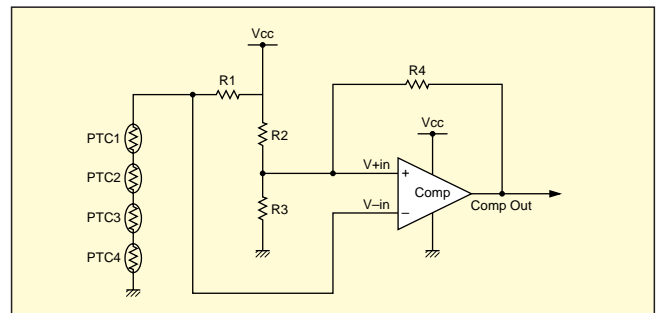 Vcc
R1
R4
PTC1
R2
Vcc
V+in
PTC2
+
Comp
Comp Out
R3
V–in
–
PTC3
PTC4